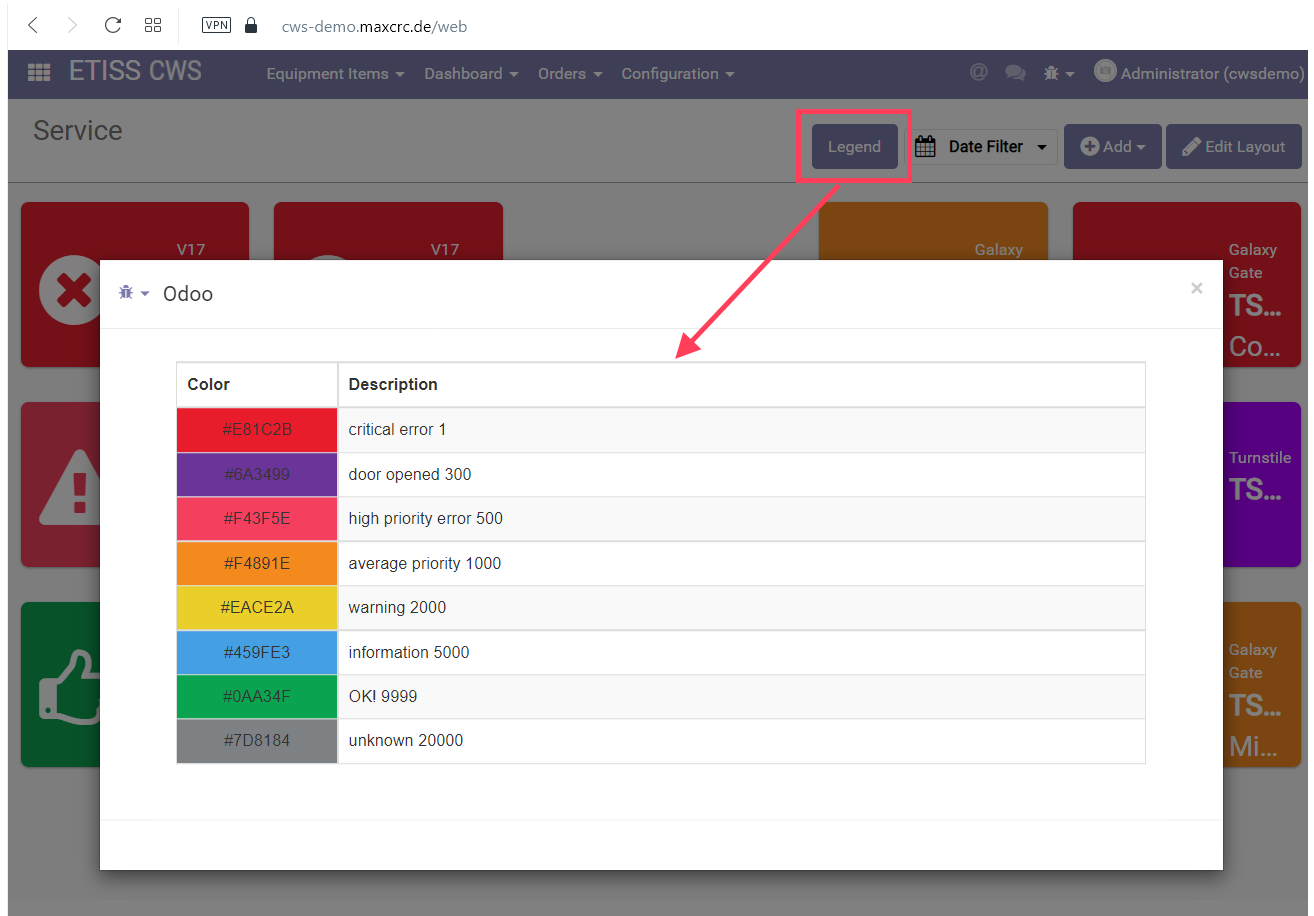 VPN cws-demo.maxcrc.de/web
ETISS CWS Equipment Items Dashboard Orders Configuration @ Administrator (cwsdemo)
Service Legend Date Filter Add Edit Layout
V17 V17 Galaxy Galaxy
Gate
TS...
Co...
Odoo ×
Color Description
#E81C2B critical error 1
#6A3499 door opened 300
#F43F5E high priority error 500
#F4891E average priority 1000
#EACE2A warning 2000
#459FE3 information 5000
#0AA34F OK! 9999
#7D8184 unknown 20000
Turnstile
TS...
Galaxy
Gate
TS...
Mi...